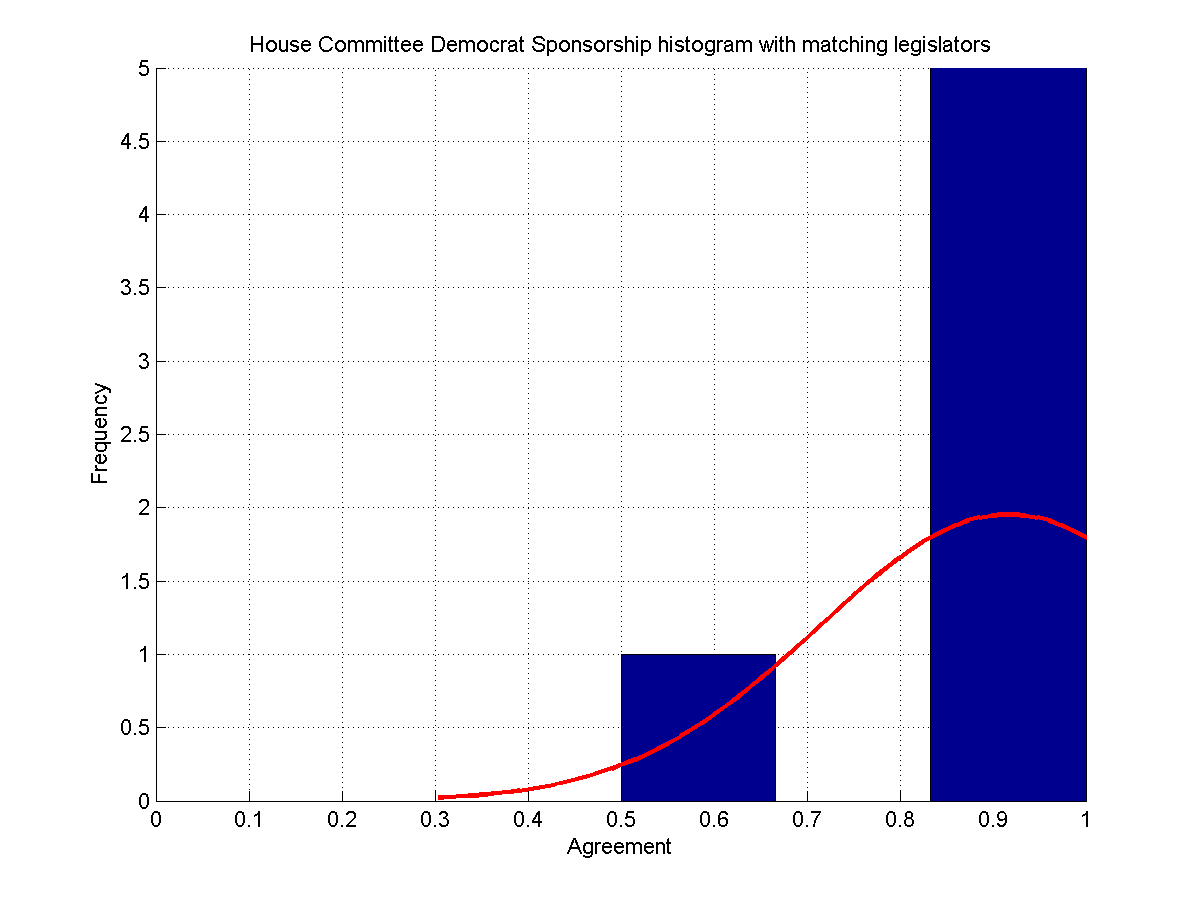 House Committee Democrat Sponsorship histogram with matching legislators
5
4.5
4
3.5
3
2.5
2
1.5
1
0.5
0
Frequency
0 0.1 0.2 0.3 0.4 0.5 0.6 0.7 0.8 0.9 1
Agreement